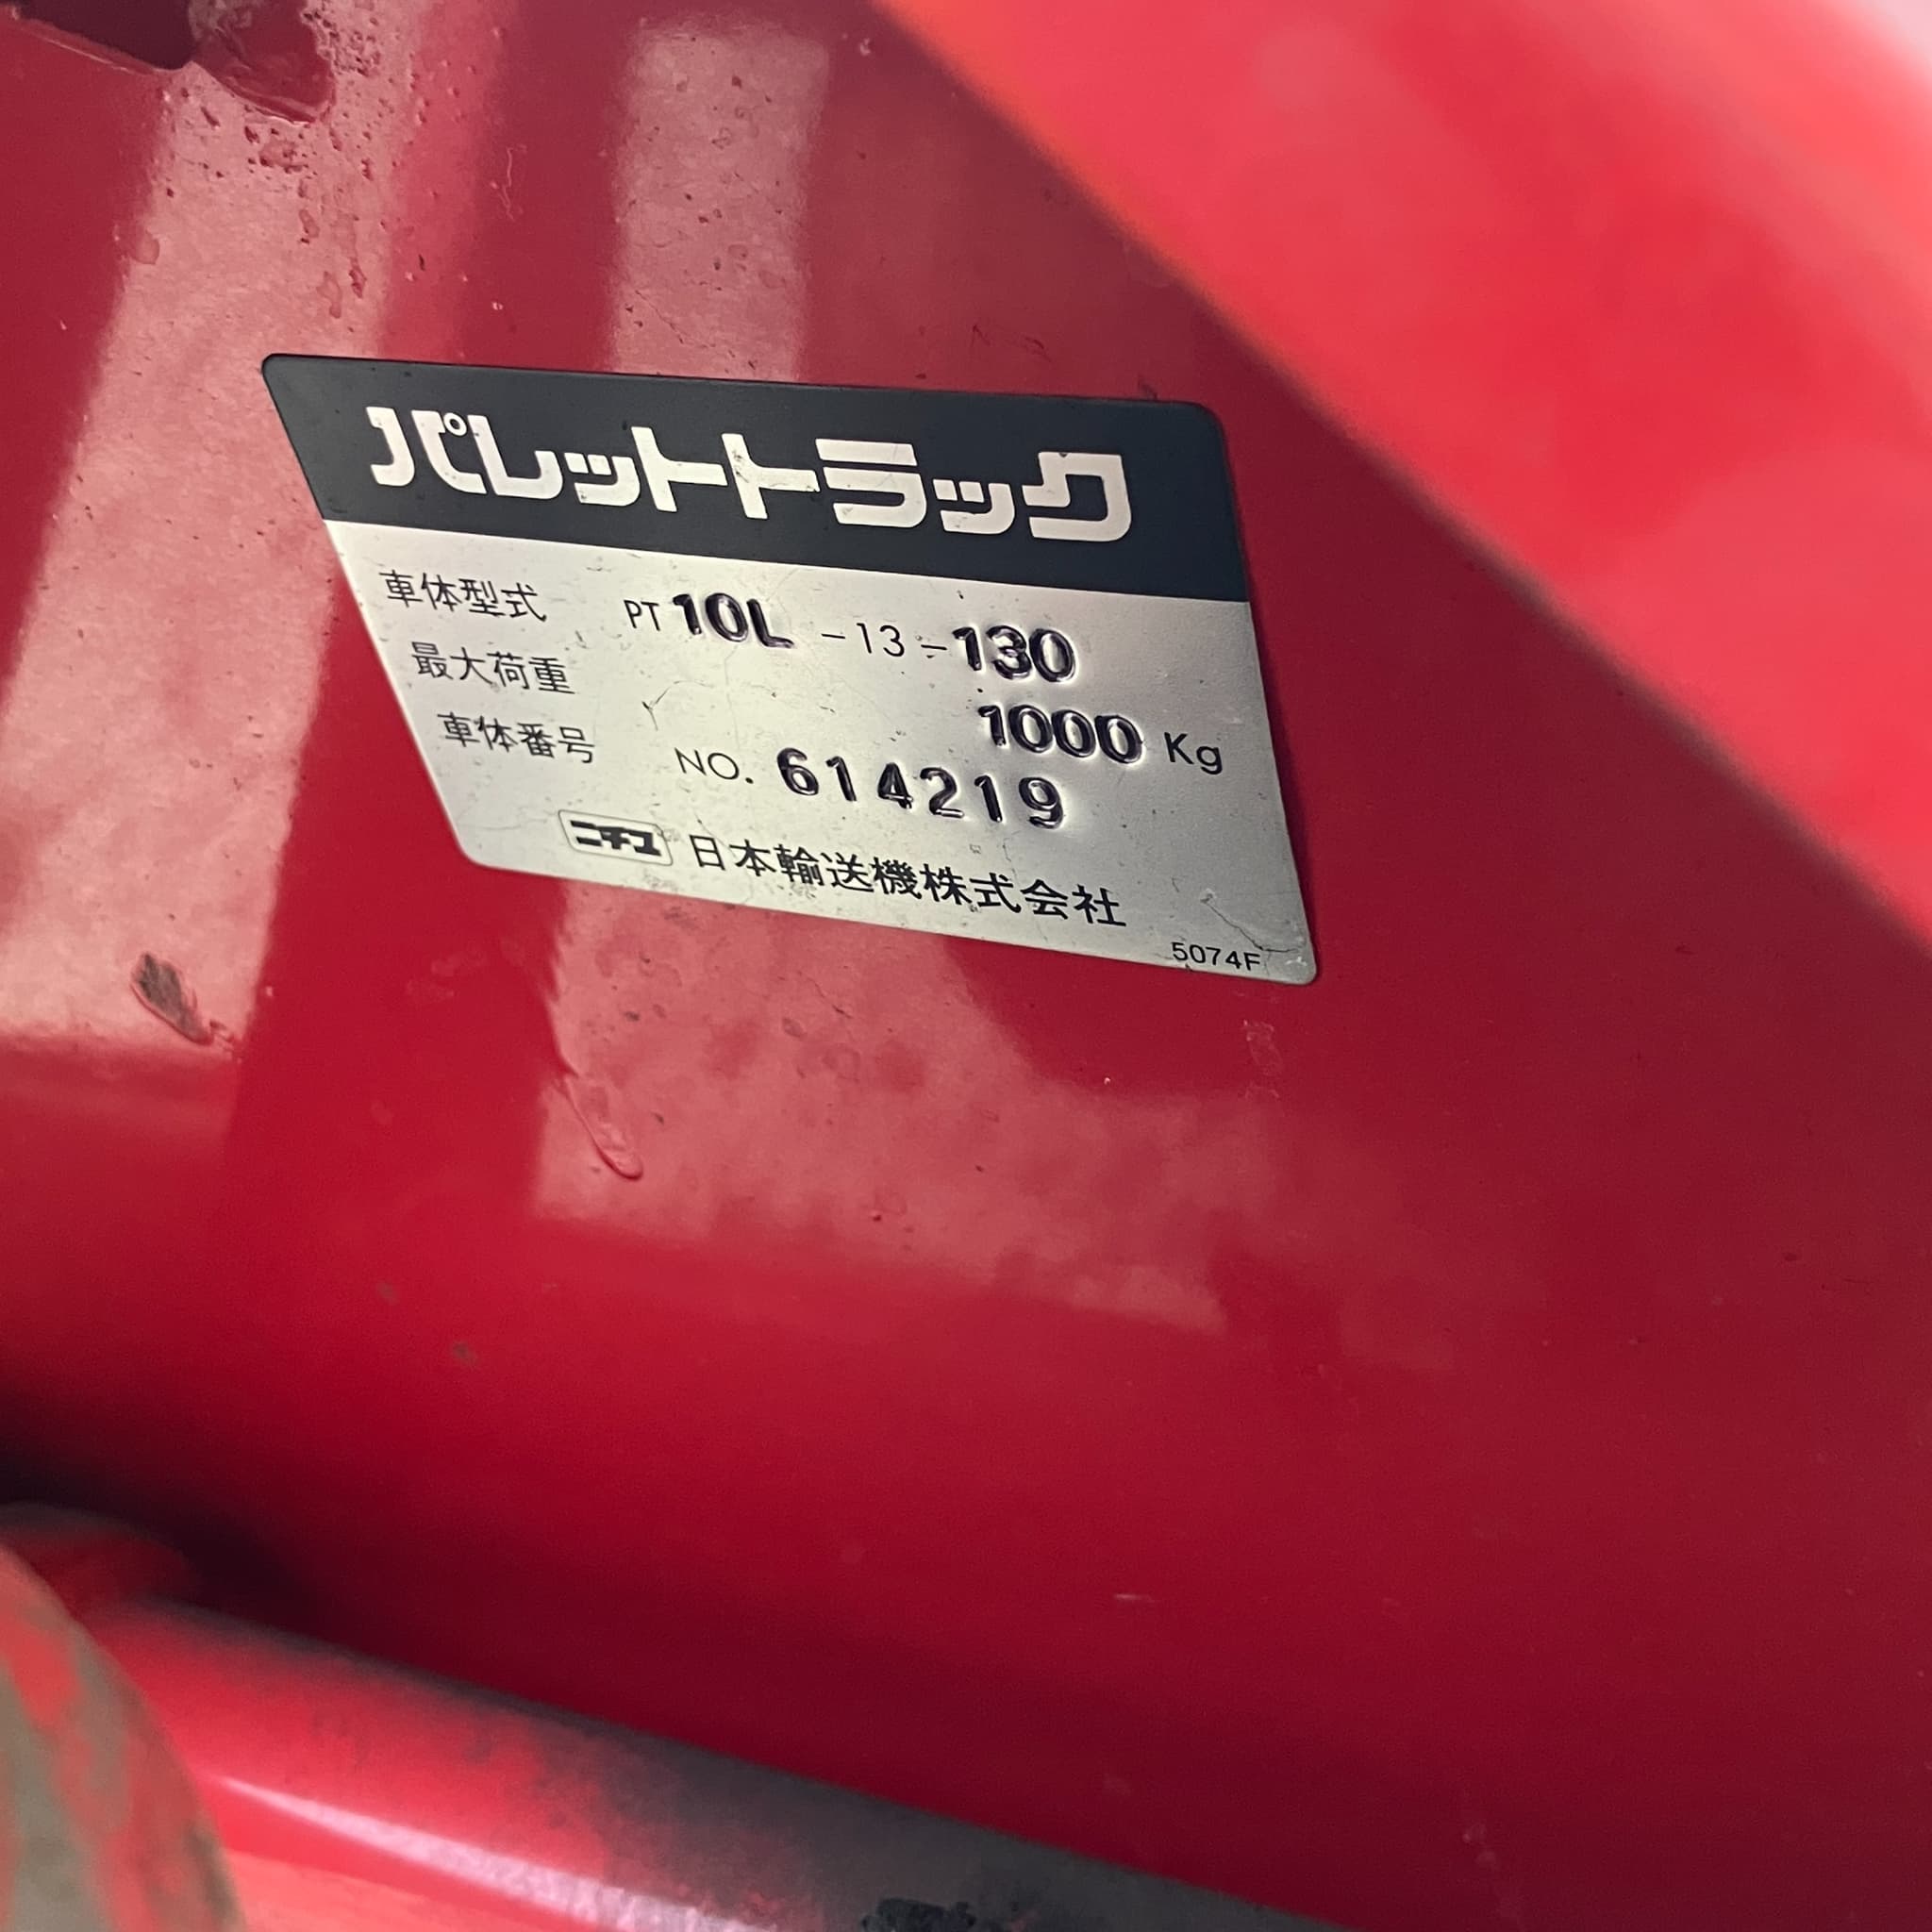 パレットトラック
車体型式 PT 10L -13-130
最大荷重 1000 Kg
車体番号 NO. 614219
ニチユ 日本輸送機株式会社
5074F